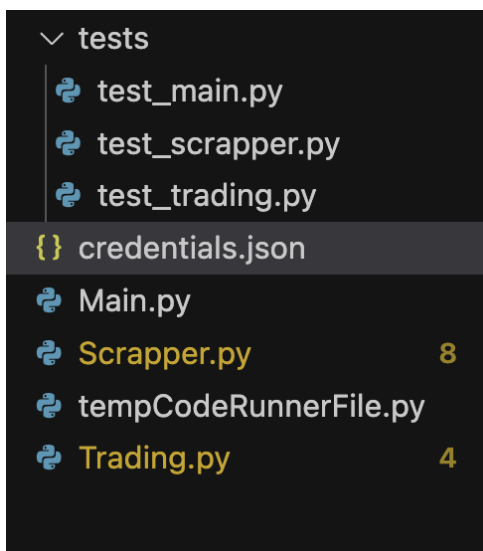 tests
test_main.py
test_scrapper.py
test_trading.py
{} credentials.json
Main.py
Scrapper.py 8
tempCodeRunnerFile.py
Trading.py 4